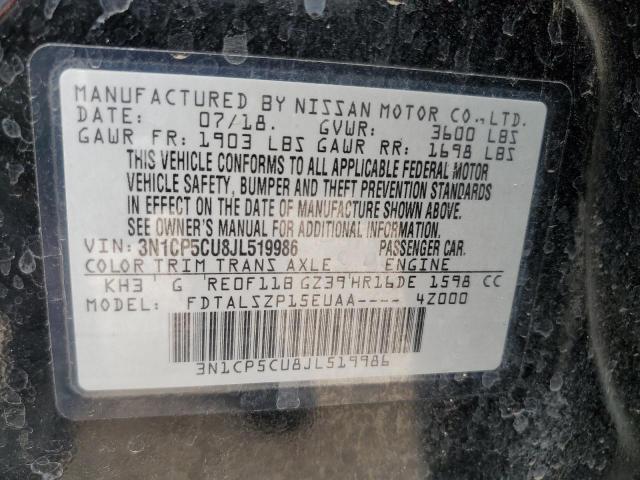 MANUFACTURED BY NISSAN MOTOR CO., LTD.
DATE: 07/18. GVWR: 3600 LBS
GAWR FR: 1903 LBS GAWR RR: 1698 LBS
THIS VEHICLE CONFORMS TO ALL APPLICABLE FEDERAL MOTOR
VEHICLE SAFETY, BUMPER AND THEFT PREVENTION STANDARDS
IN EFFECT ON THE DATE OF MANUFACTURE SHOWN ABOVE.
SEE OWNER'S MANUAL FOR ADDITIONAL INFORMATION.
VIN: 3N1CP5CU8JL519986 PASSENGER CAR.
COLOR TRIM TRANS AXLE ENGINE
KH3 G RE0F11B GZ39 HR16DE 1598 CC
MODEL: FDTALSZP15EUAA---- 4Z000
3N1CP5CU8JL519986